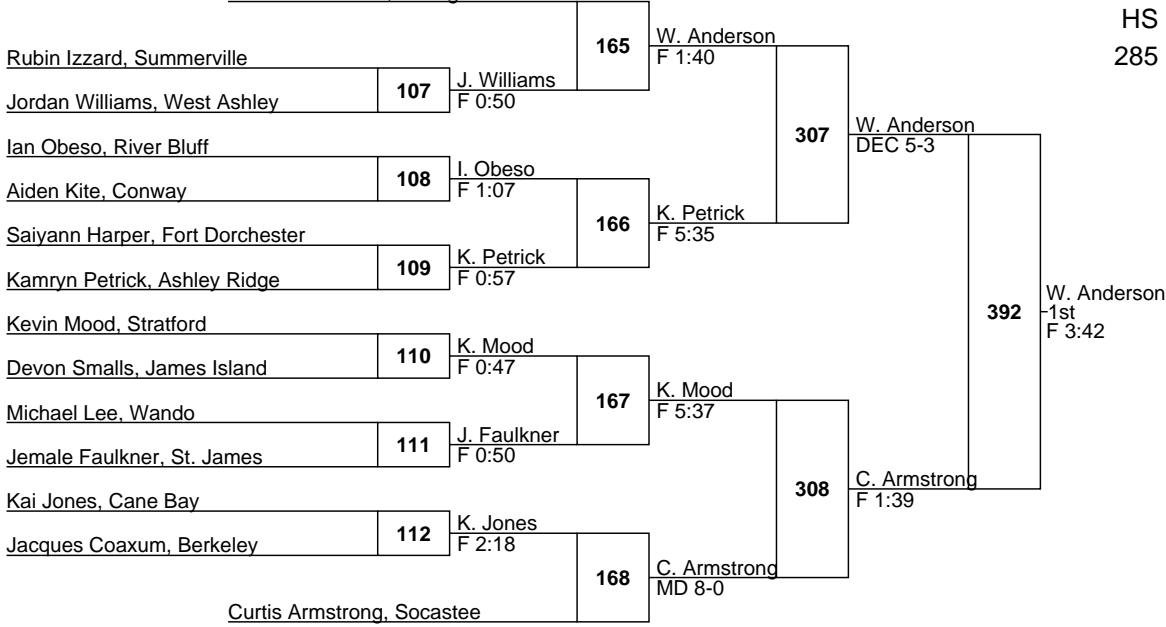 HS
285
165
W. Anderson
F 1:40
Rubin Izzard, Summerville
107
J. Williams
F 0:50
Jordan Williams, West Ashley
307
W. Anderson
DEC 5-3
Ian Obeso, River Bluff
108
I. Obeso
F 1:07
Aiden Kite, Conway
166
K. Petrick
F 5:35
Saiyann Harper, Fort Dorchester
109
K. Petrick
F 0:57
Kamryn Petrick, Ashley Ridge
392
W. Anderson
1st
F 3:42
Kevin Mood, Stratford
110
K. Mood
F 0:47
Devon Smalls, James Island
167
K. Mood
F 5:37
Michael Lee, Wando
111
J. Faulkner
F 0:50
Jemale Faulkner, St. James
308
C. Armstrong
F 1:39
Kai Jones, Cane Bay
112
K. Jones
F 2:18
Jacques Coaxum, Berkeley
168
C. Armstrong
MD 8-0
Curtis Armstrong, Socastee